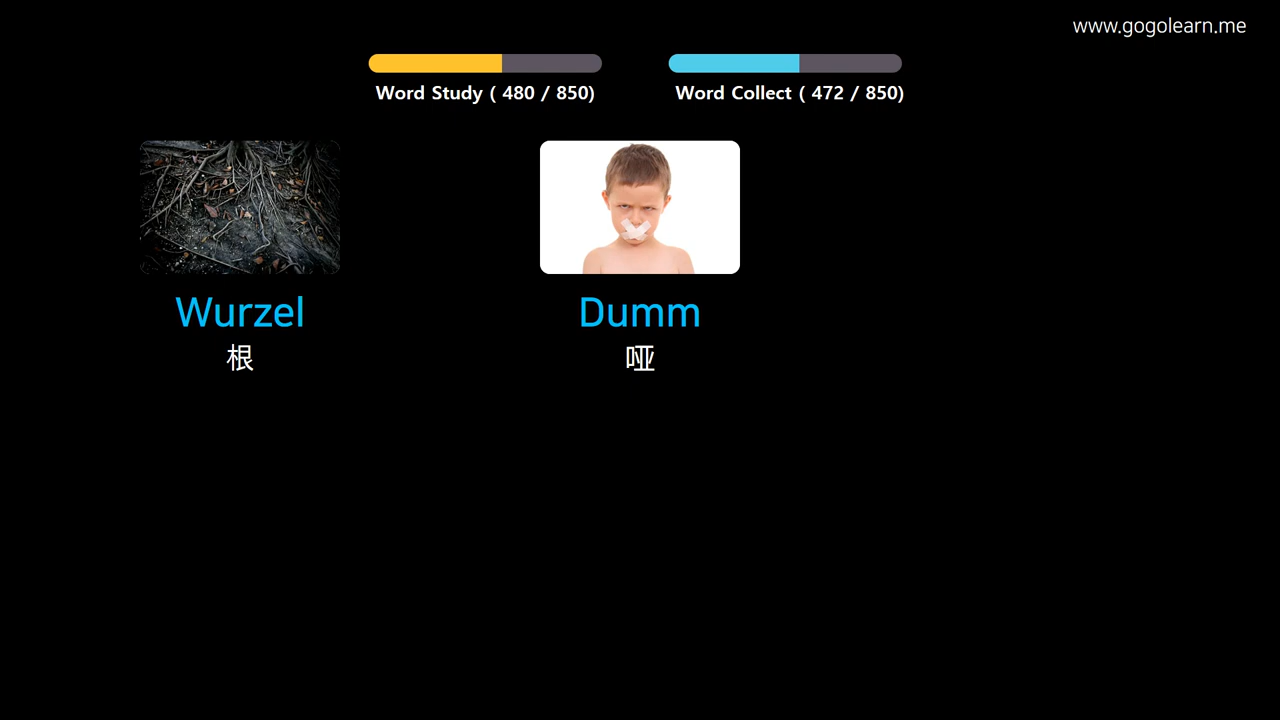 www.gogolearn.me
Word Study ( 480 / 850)
Word Collect ( 472 / 850)
Wurzel
根
Dumm
哑